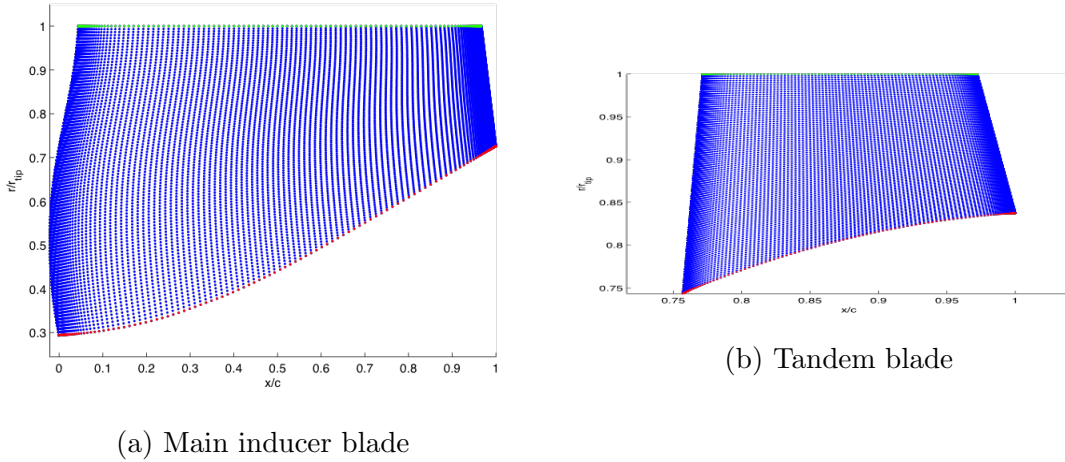 1
0.9
0.8
0.7
0.6
0.5
0.4
0.3
r/r_tip
0 0.1 0.2 0.3 0.4 0.5 0.6 0.7 0.8 0.9 1
x/c
(a) Main inducer blade
1
0.95
0.9
0.85
0.8
0.75
r/r_tip
0.75 0.8 0.85 0.9 0.95 1
x/c
(b) Tandem blade